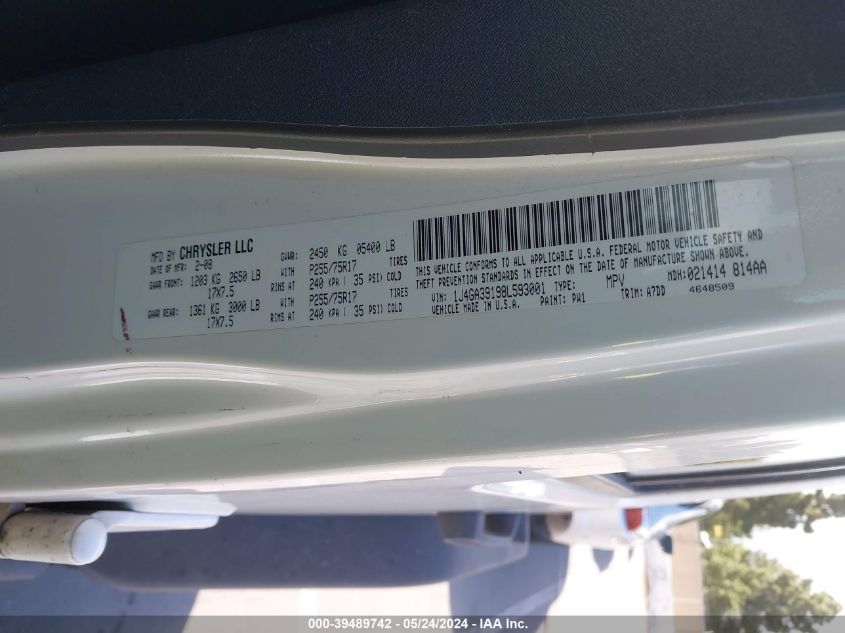 MFD BY CHRYSLER LLC
DATE OF MFR: 2-08
GVWR: 2450 KG 05400 LB
GAWR FRONT: 1203 KG 2650 LB
WITH P255/75R17 TIRES
17X7.5
RIMS AT 240 KPA ( 35 PSI) COLD
GAWR REAR: 1361 KG 3000 LB
WITH P255/75R17 TIRES
17X7.5
RIMS AT 240 KPA ( 35 PSI) COLD
THIS VEHICLE CONFORMS TO ALL APPLICABLE U.S.A. FEDERAL MOTOR VEHICLE SAFETY AND
THEFT PREVENTION STANDARDS IN EFFECT ON THE DATE OF MANUFACTURE SHOWN ABOVE.
MDH: 021414 814AA
VIN: 1J4GA39198L593001 TYPE: MPV
VEHICLE MADE IN U.S.A. PAINT: PW1 TRIM: A7DD 4648509
000-39489742 - 05/24/2024 - IAA Inc.